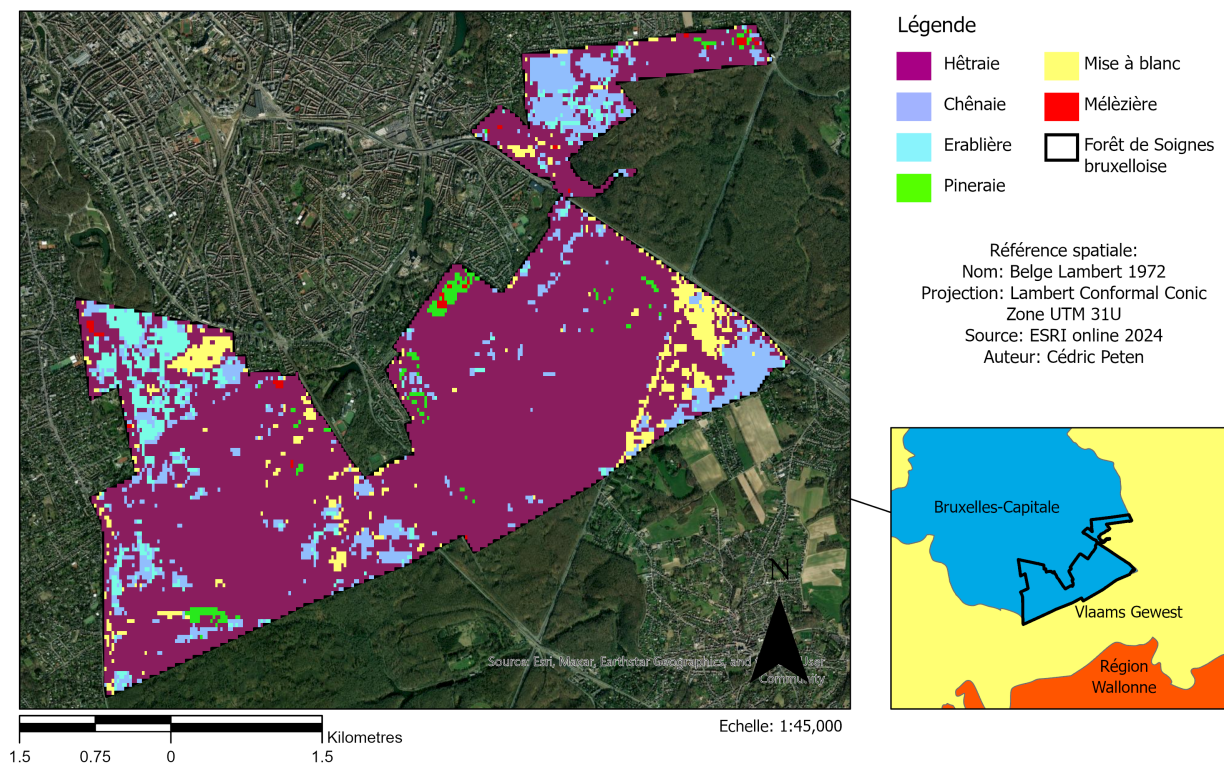 Légende
Hêtraie
Mise à blanc
Chênaie
Mélèzière
Erablière
Forêt de Soignes
bruxelloise
Pineraie
Référence spatiale:
Nom: Belge Lambert 1972
Projection: Lambert Conformal Conic
Zone UTM 31U
Source: ESRI online 2024
Auteur: Cédric Peten
Bruxelles-Capitale
Vlaams Gewest
Région
Wallonne
N
Source: Esri, Maxar, Earthstar Geographics, and User
Community
Echelle: 1:45,000
Kilometres
1.5 0.75 0 1.5